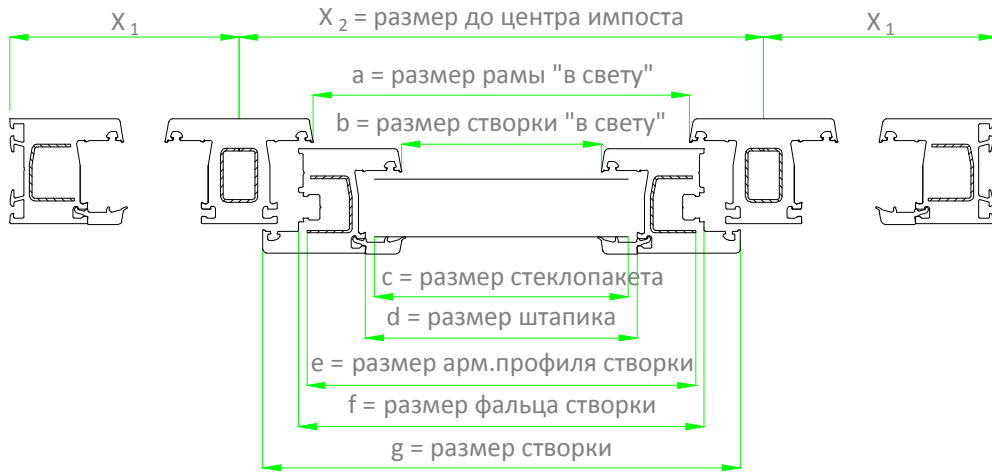 X 1
X 2 = размер до центра импоста
X 1
a = размер рамы "в свету"
b = размер створки "в свету"
c = размер стеклопакета
d = размер штапика
e = размер арм.профиля створки
f = размер фальца створки
g = размер створки